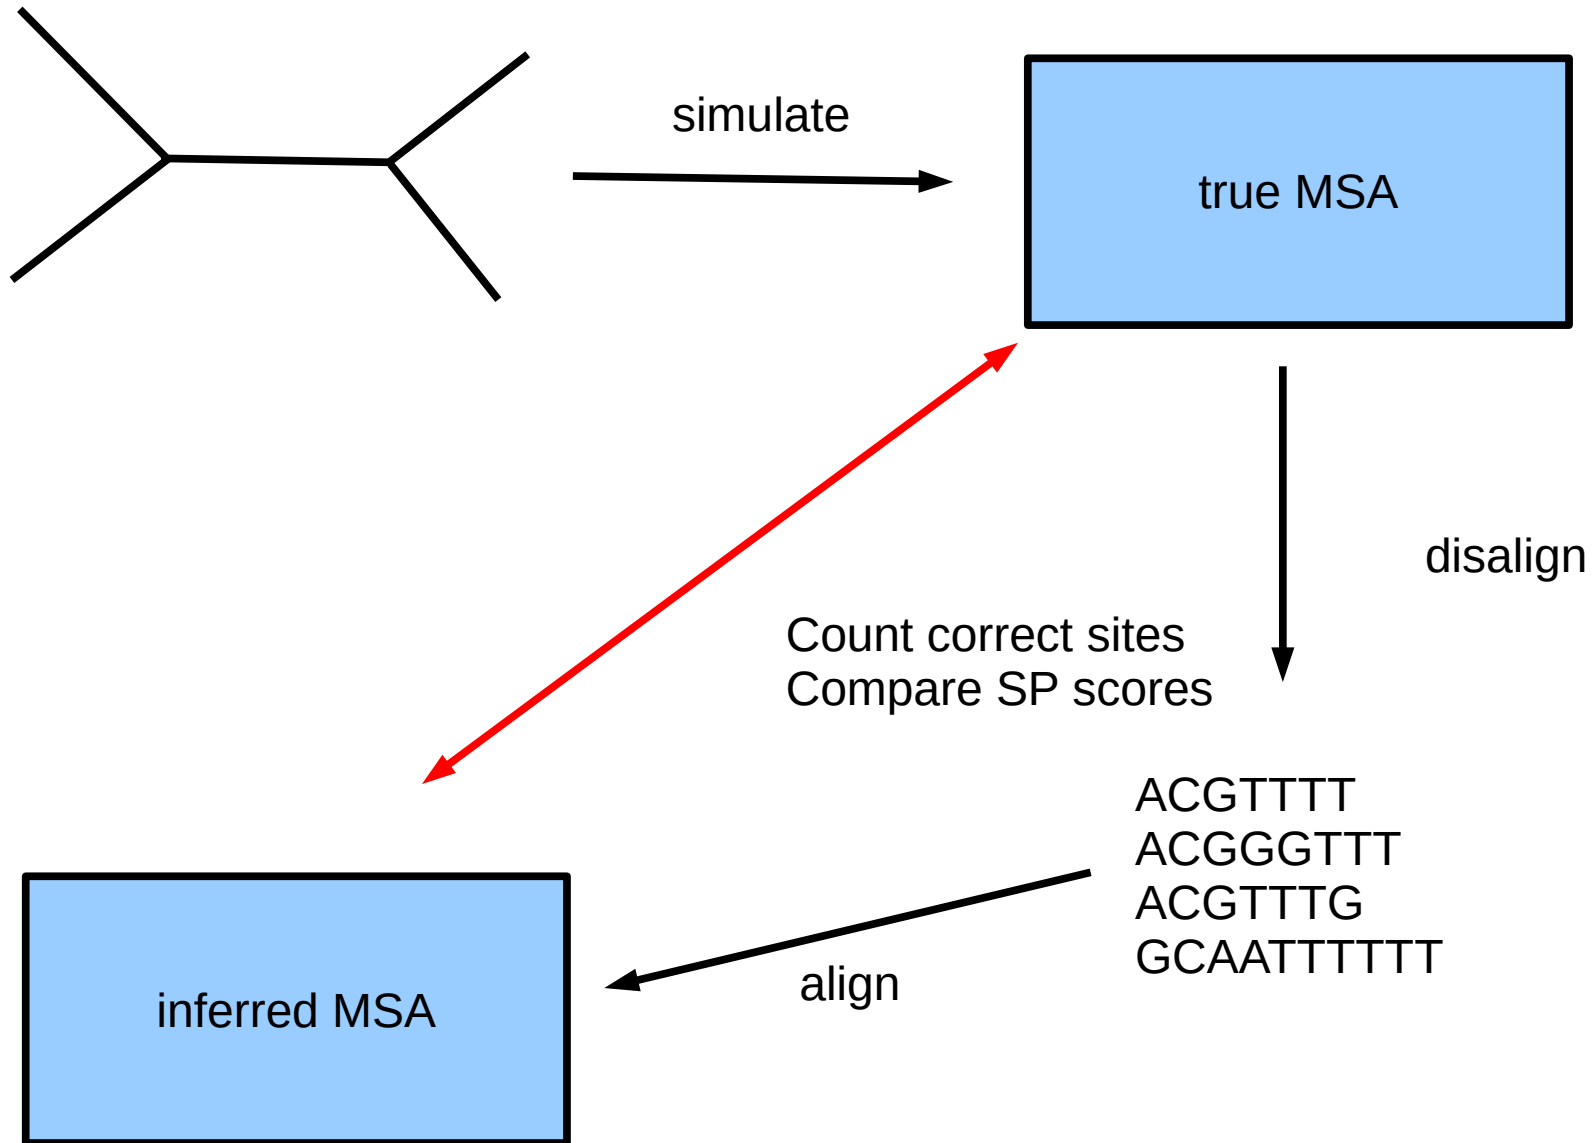 simulate
true MSA
disalign
Count correct sites
Compare SP scores
ACGTTTT
ACGGGTTT
ACGTTTG
GCAATTTTTT
align
inferred MSA